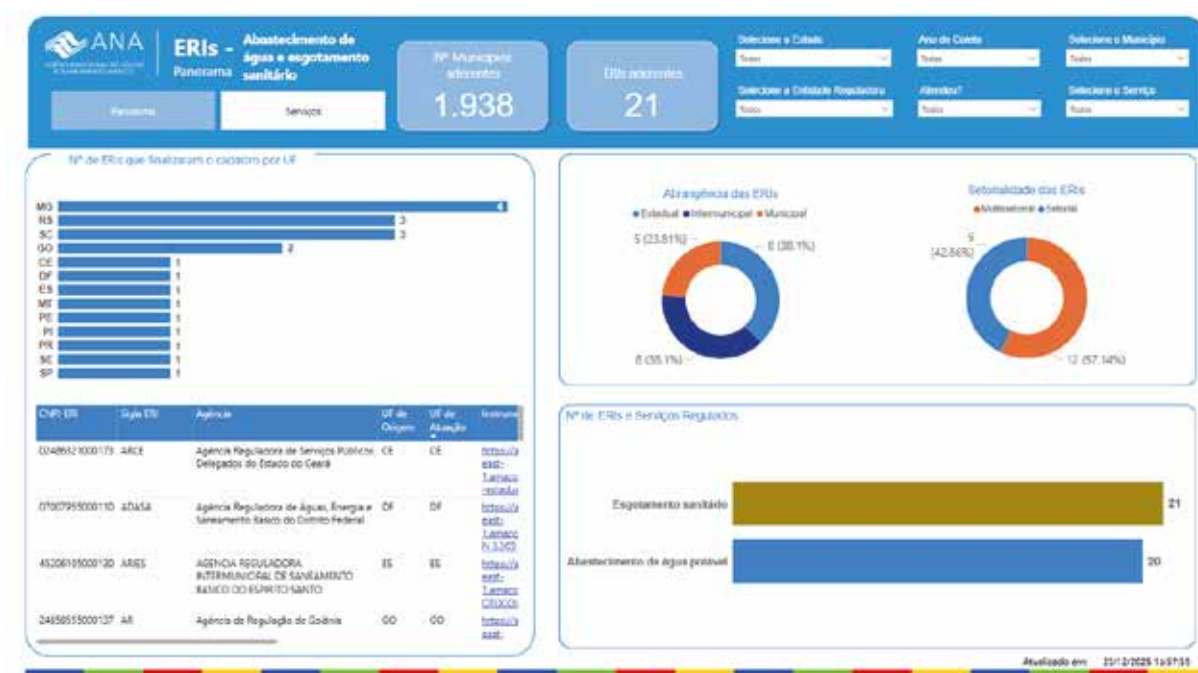 ANA
ERIs -
Panorama
Abastecimento de
água e esgotamento
sanitário
Panorama
Serviços
Nº Municípios
aderentes
1.938
ERIs aderentes
21
Selecione o Estado
Todos
Ano de Coleta
Todos
Selecione o Município
Todos
Selecione a Entidade Reguladora
Todos
Atendeu?
Todos
Selecione o Serviço
Todos
Nº de ERIs que finalizaram o cadastro por UF
MG 4
RS 3
SC 3
GO 2
CE 1
DF 1
ES 1
MT 1
PE 1
PI 1
PR 1
SE 1
SP 1
Abrangência das ERIs
Estadual Intermunicipal Municipal
5 (23.81%)
8 (38.1%)
8 (38.1%)
Setorialidade das ERIs
Multissetorial Setorial
9
(42.86%)
12 (57.14%)
CNPJ ERI Sigla ERI Agência UF de
Origem UF de
Atuação
ARCE Agência Reguladora de Serviços Públicos
Delegados do Estado do Ceará CE CE
ADASA Agência Reguladora de Águas, Energia e
Saneamento Básico do Distrito Federal DF DF
ARIES AGENCIA REGULADORA
INTERMUNICIPAL DE SANEAMENTO
BASICO DO ESPIRITO SANTO ES ES
AR Agência de Regulação de Goiânia GO GO
Nº de ERIs e Serviços Regulados
Esgotamento sanitário 21
Abastecimento de água potável 20
Atualizado em